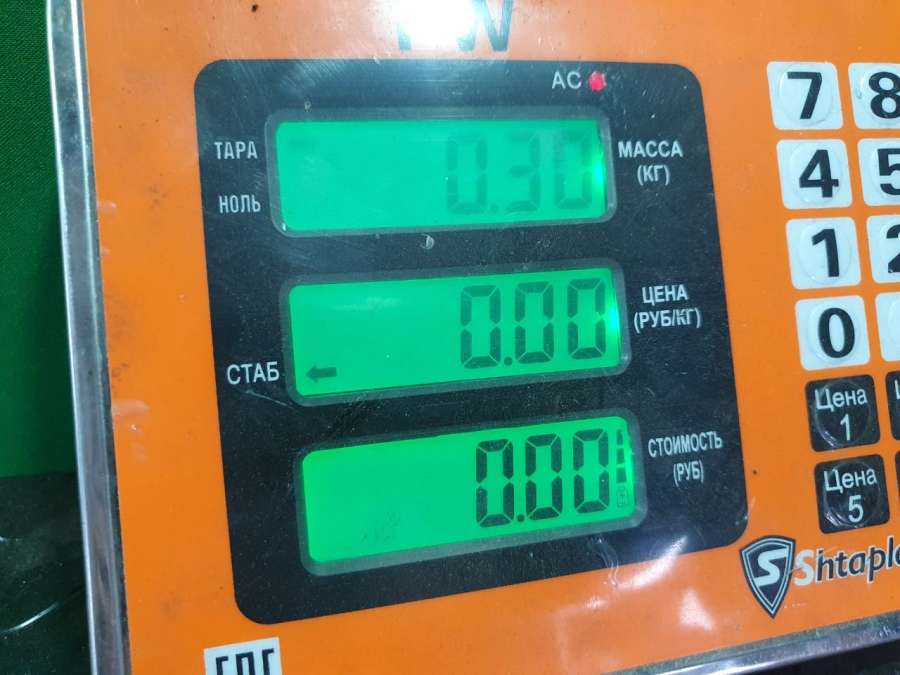 AC
ТАРА
0.30
МАССА
(КГ)
НОЛЬ
0.00
ЦЕНА
(РУБ/КГ)
СТАБ
0.00
СТОИМОСТЬ
(РУБ)
7 8
4 5
1 2
0
Цена
1
Цена
5
S